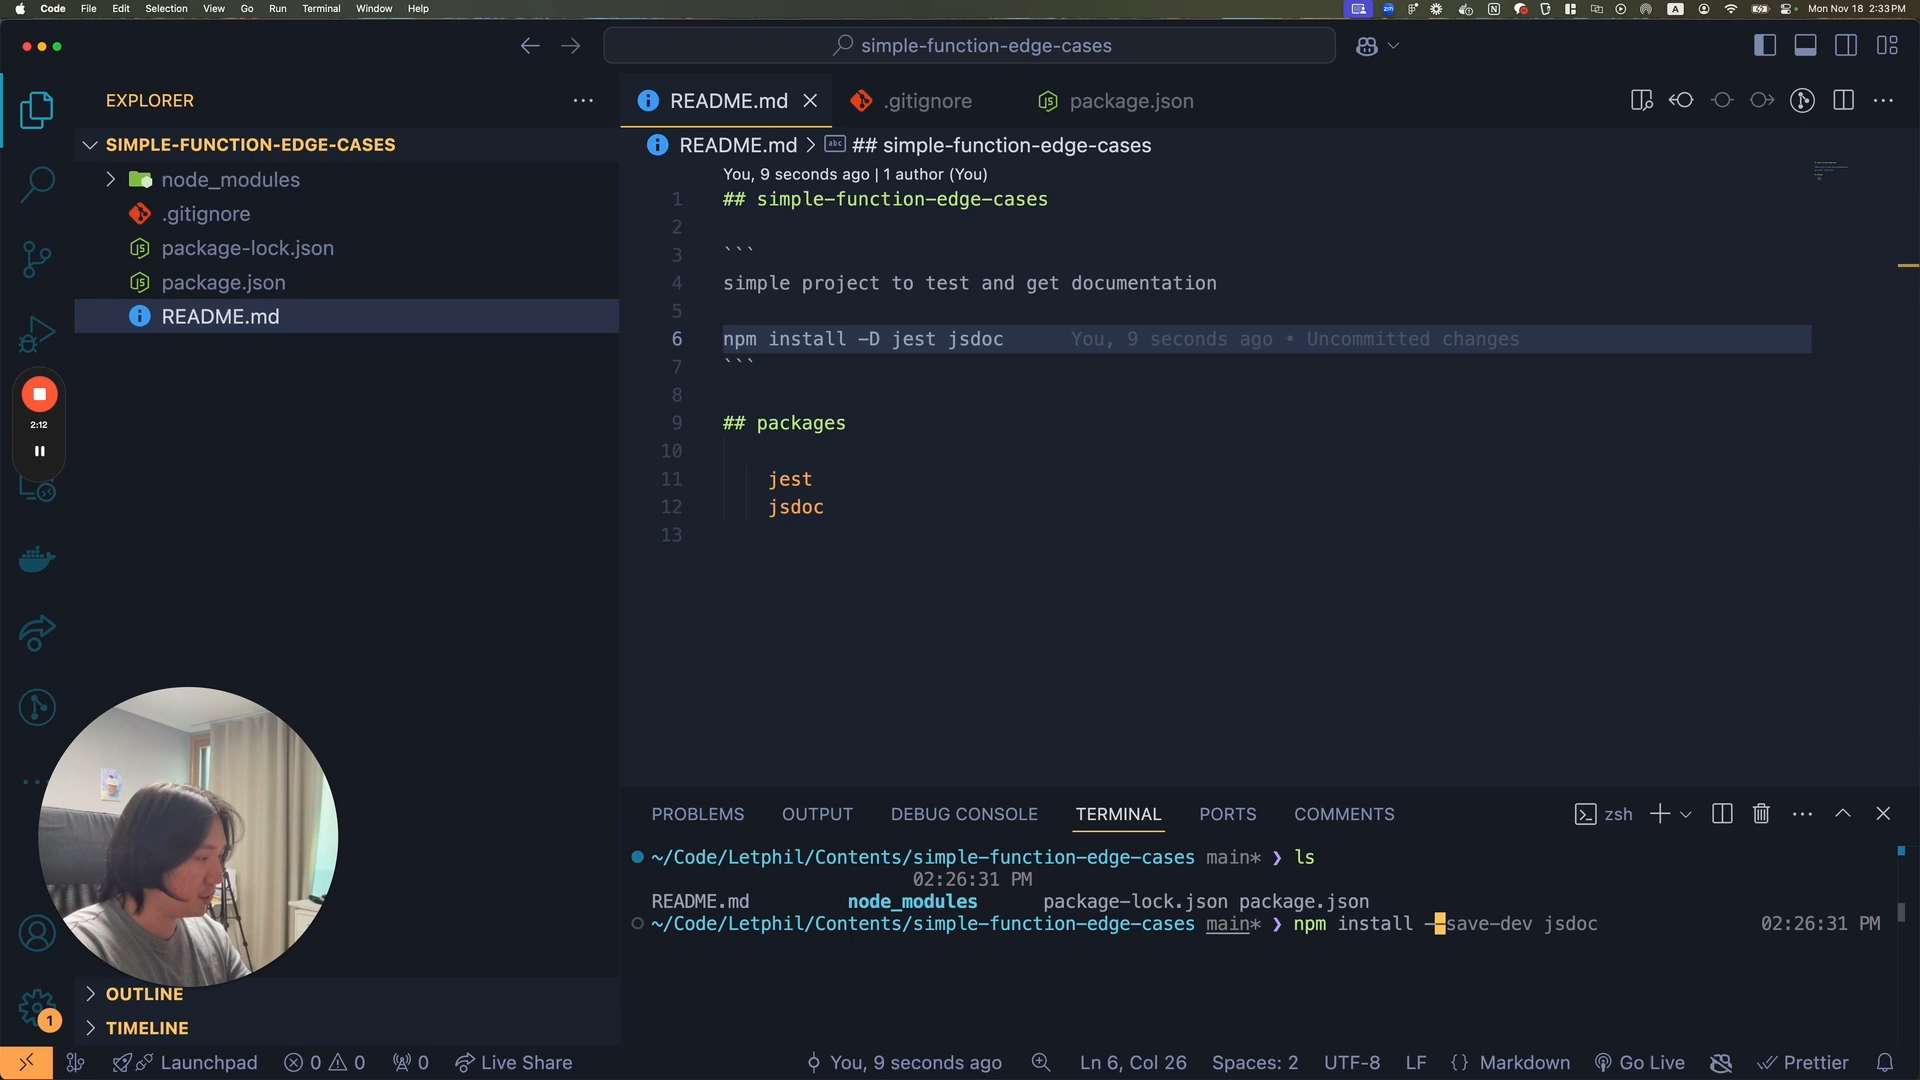 Code File Edit Selection View Go Run Terminal Window Help
Mon Nov 18 2:33 PM
simple-function-edge-cases
EXPLORER
README.md
.gitignore
package.json
SIMPLE-FUNCTION-EDGE-CASES
node_modules
.gitignore
package-lock.json
package.json
README.md
2:12
README.md > ## simple-function-edge-cases
You, 9 seconds ago | 1 author (You)
1 ## simple-function-edge-cases
2
3 ```
4 simple project to test and get documentation
5
6 npm install -D jest jsdoc You, 9 seconds ago • Uncommitted changes
7 ```
8
9 ## packages
10
11 jest
12 jsdoc
13
PROBLEMS OUTPUT DEBUG CONSOLE TERMINAL PORTS COMMENTS
zsh
~/Code/Letphil/Contents/simple-function-edge-cases main* ❯ ls
02:26:31 PM
README.md node_modules package-lock.json package.json
~/Code/Letphil/Contents/simple-function-edge-cases main* ❯ npm install --save-dev jsdoc 02:26:31 PM
OUTLINE
TIMELINE
1
Launchpad 0 0 0 Live Share
You, 9 seconds ago Ln 6, Col 26 Spaces: 2 UTF-8 LF {} Markdown Go Live Prettier